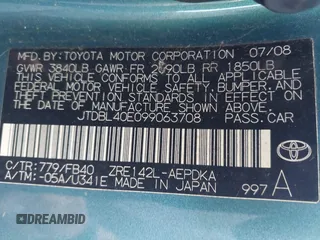 MFD.BY:TOYOTA MOTOR CORPORATION 07/08
GVWR 3840LB GAWR FR 2090LB RR 1850LB
THIS VEHICLE CONFORMS TO ALL APPLICABLE
FEDERAL MOTOR VEHICLE SAFETY, BUMPER, AND
THEFT PREVENTION STANDARDS IN EFFECT ON
THE DATE OF MANUFACTURE SHOWN ABOVE.
JTDBL40E099063708 PASS.CAR
C/TR:779/FB40 ZRE142L-AEPDKA
A/TM:-05A/U341E MADE IN JAPAN
TOYOTA
997 A
DREAMBID